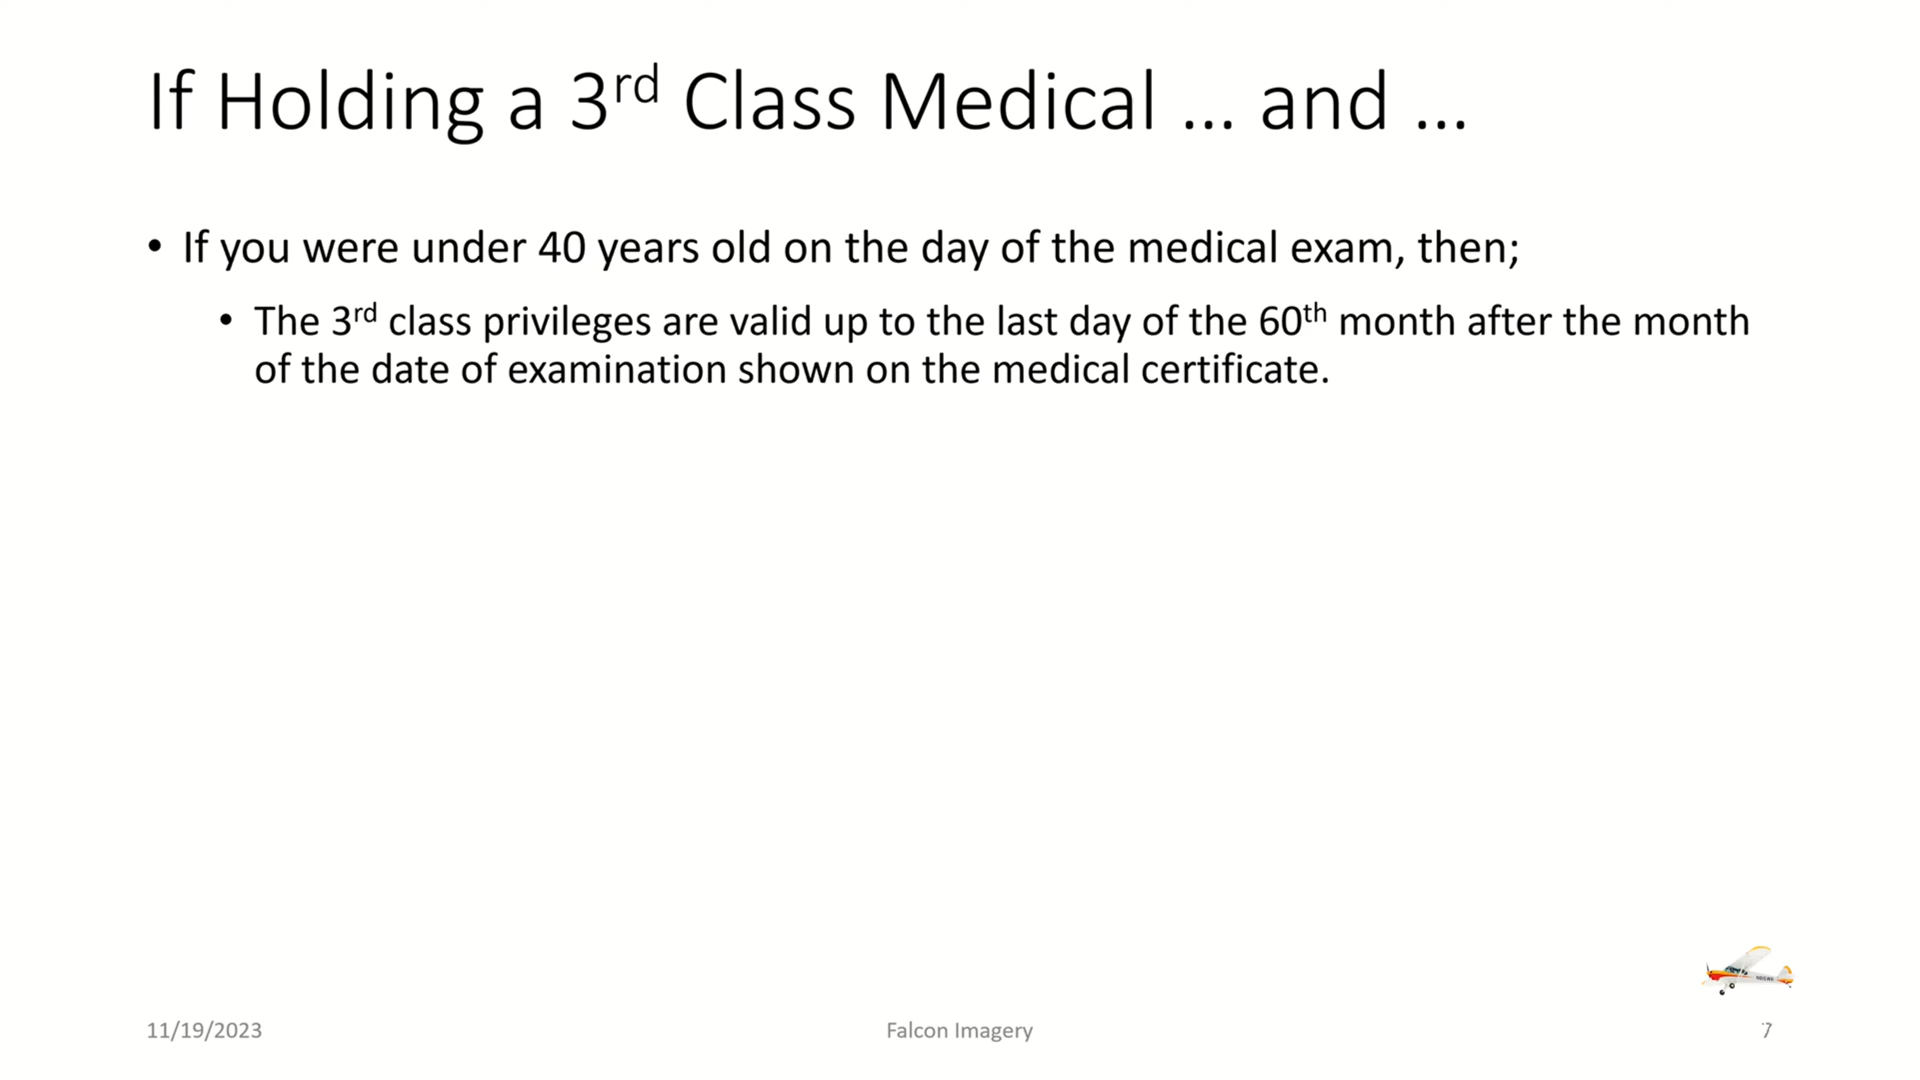 If Holding a 3rd Class Medical … and …
• If you were under 40 years old on the day of the medical exam, then;
• The 3rd class privileges are valid up to the last day of the 60th month after the month
of the date of examination shown on the medical certificate.
11/19/2023
Falcon Imagery
7